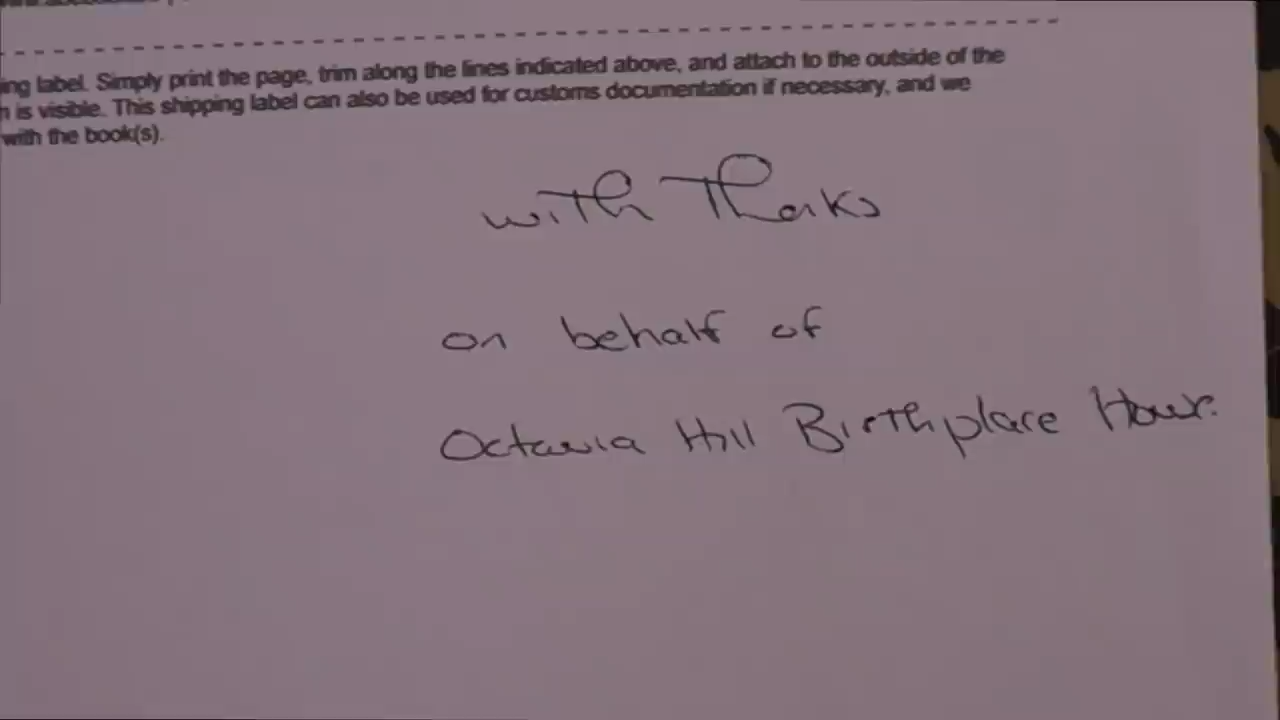 ing label. Simply print the page, trim along the lines indicated above, and attach to the outside of the
is visible. This shipping label can also be used for customs documentation if necessary, and we
with the book(s).
with Thanks
on behalf of
Octavia Hill Birthplace House